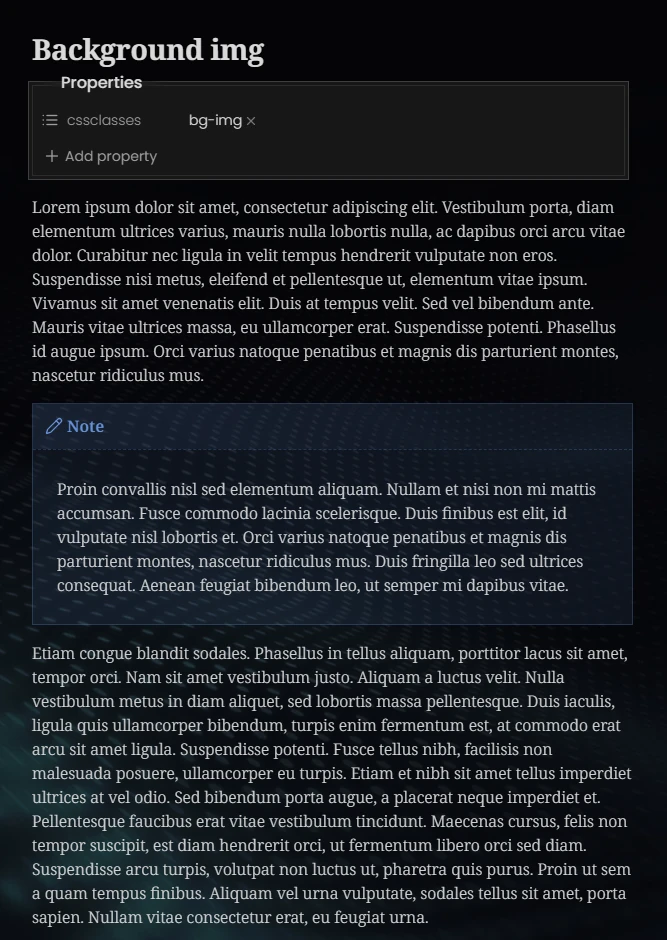 Background img
Properties
cssclasses bg-img ×
+ Add property
Lorem ipsum dolor sit amet, consectetur adipiscing elit. Vestibulum porta, diam
elementum ultrices varius, mauris nulla lobortis nulla, ac dapibus orci arcu vitae
dolor. Curabitur nec ligula in velit tempus hendrerit vulputate non eros.
Suspendisse nisi metus, eleifend et pellentesque ut, elementum vitae ipsum.
Vivamus sit amet venenatis elit. Duis at tempus velit. Sed vel bibendum ante.
Mauris vitae ultrices massa, eu ullamcorper erat. Suspendisse potenti. Phasellus
id augue ipsum. Orci varius natoque penatibus et magnis dis parturient montes,
nascetur ridiculus mus.
Note
Proin convallis nisl sed elementum aliquam. Nullam et nisi non mi mattis
accumsan. Fusce commodo lacinia scelerisque. Duis finibus est elit, id
vulputate nisl lobortis et. Orci varius natoque penatibus et magnis dis
parturient montes, nascetur ridiculus mus. Duis fringilla leo sed ultrices
consequat. Aenean feugiat bibendum leo, ut semper mi dapibus vitae.
Etiam congue blandit sodales. Phasellus in tellus aliquam, porttitor lacus sit amet,
tempor orci. Nam sit amet vestibulum justo. Aliquam a luctus velit. Nulla
vestibulum metus in diam aliquet, sed lobortis massa pellentesque. Duis iaculis,
ligula quis ullamcorper bibendum, turpis enim fermentum est, at commodo erat
arcu sit amet ligula. Suspendisse potenti. Fusce tellus nibh, facilisis non
malesuada posuere, ullamcorper eu turpis. Etiam et nibh sit amet tellus imperdiet
ultrices at vel odio. Sed bibendum porta augue, a placerat neque imperdiet et.
Pellentesque faucibus erat vitae vestibulum tincidunt. Maecenas cursus, felis non
tempor suscipit, est diam hendrerit orci, ut fermentum libero orci sed diam.
Suspendisse arcu turpis, volutpat non luctus ut, pharetra quis purus. Proin ut sem
a quam tempus finibus. Aliquam vel urna vulputate, sodales tellus sit amet, porta
sapien. Nullam vitae consectetur erat, eu feugiat urna.